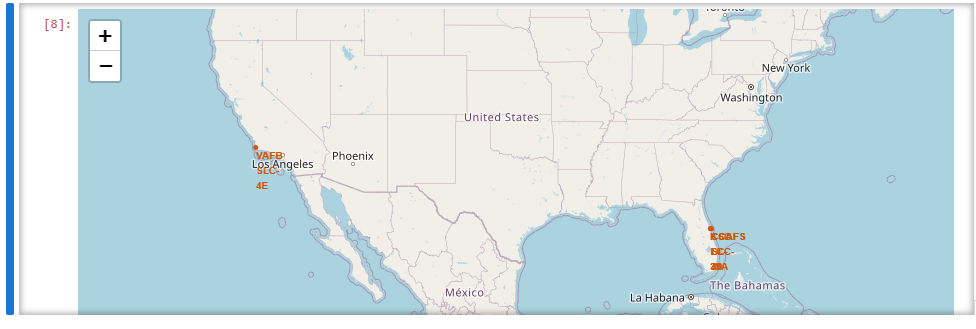 [8]:
+
−
Toronto
New York
Washington
United States
VAFB
Los Angeles
SLC-
4E
Phoenix
México
La Habana
The Bahamas